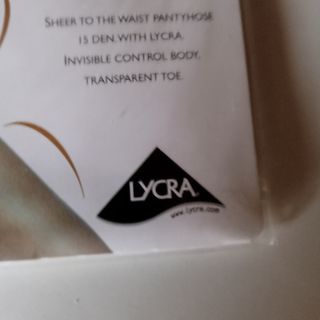 SHEER TO THE WAIST PANTYHOSE
15 DEN. WITH LYCRA.
INVISIBLE CONTROL BODY,
TRANSPARENT TOE.
LYCRA
www.lycra.com